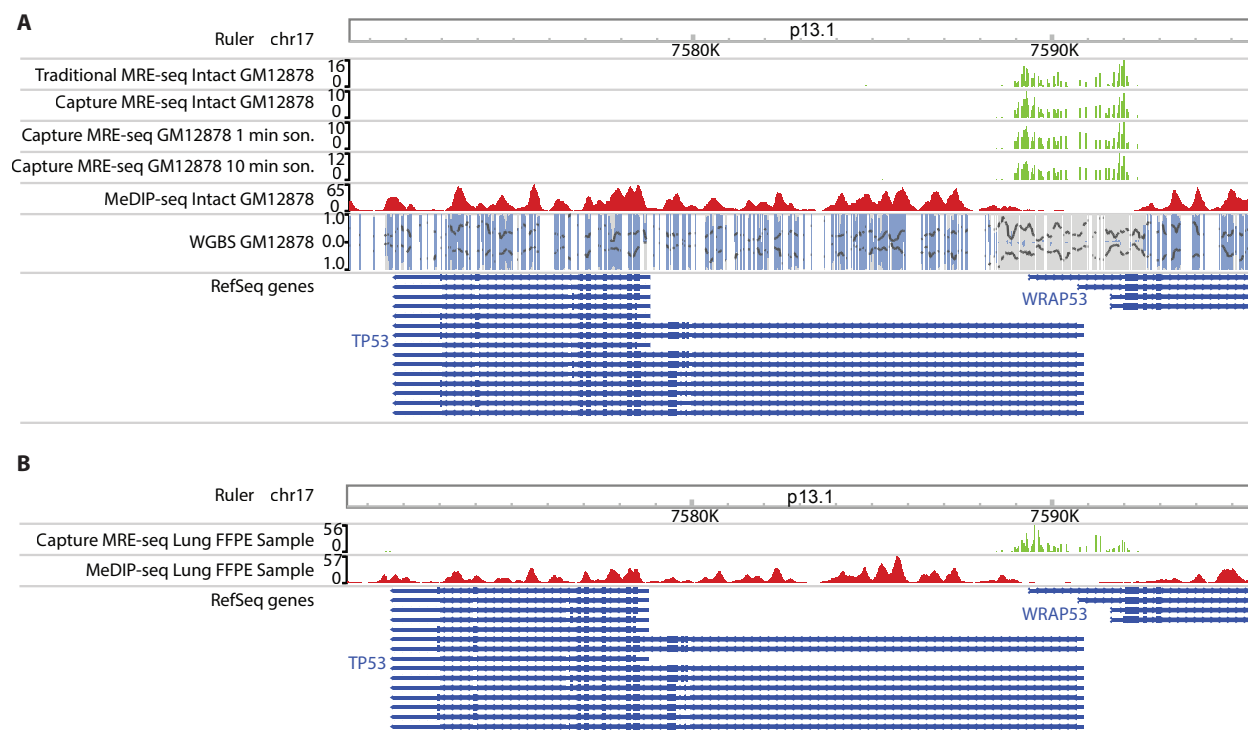 A
Ruler chr17
p13.1
7580K 7590K
Traditional MRE-seq Intact GM12878 16 0
Capture MRE-seq Intact GM12878 10 0
Capture MRE-seq GM12878 1 min son. 10 0
Capture MRE-seq GM12878 10 min son. 12 0
MeDIP-seq Intact GM12878 65 0
WGBS GM12878 1.0 0.0 1.0
RefSeq genes
WRAP53
TP53
B
Ruler chr17
p13.1
7580K 7590K
Capture MRE-seq Lung FFPE Sample 56 0
MeDIP-seq Lung FFPE Sample 57 0
RefSeq genes
WRAP53
TP53